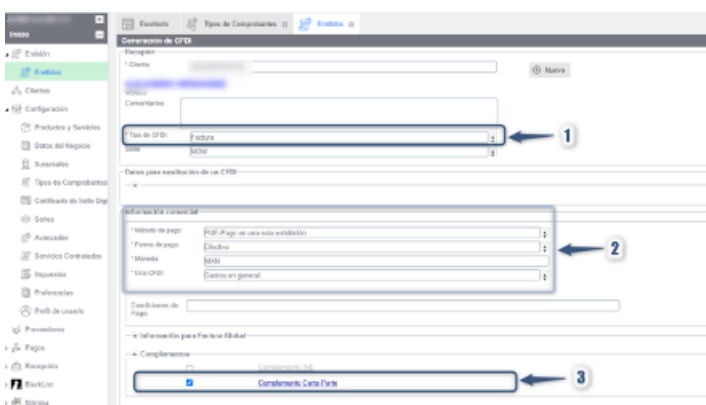 Inicio
Emisión
Emitidos
Clientes
Configuración
Productos y Servicios
Datos del Negocio
Sucursales
Tipos de Comprobantes
Certificado de Sello Digi
Series
Avanzadas
Servicios Contratados
Impuestos
Preferencias
Perfil de usuario
Proveedores
Pagos
Recepción
BlackList
Nómina
Escritorio
Tipos de Comprobantes
Emitidos
Generación de CFDI
Receptor
* Cliente:
Nuevo
Comentarios:
* Tipo de CFDI:
Factura
1
Serie:
Datos para sustitución de un CFDI
Información comercial
* Método de pago:
PUE-Pago en una sola exhibición
* Forma de pago:
Efectivo
2
* Moneda:
MXN
* Uso CFDI:
Gastos en general.
Condiciones de
Pago:
Información para Factura Global
Complementos
Complemento INE
Complemento Carta Porte
3